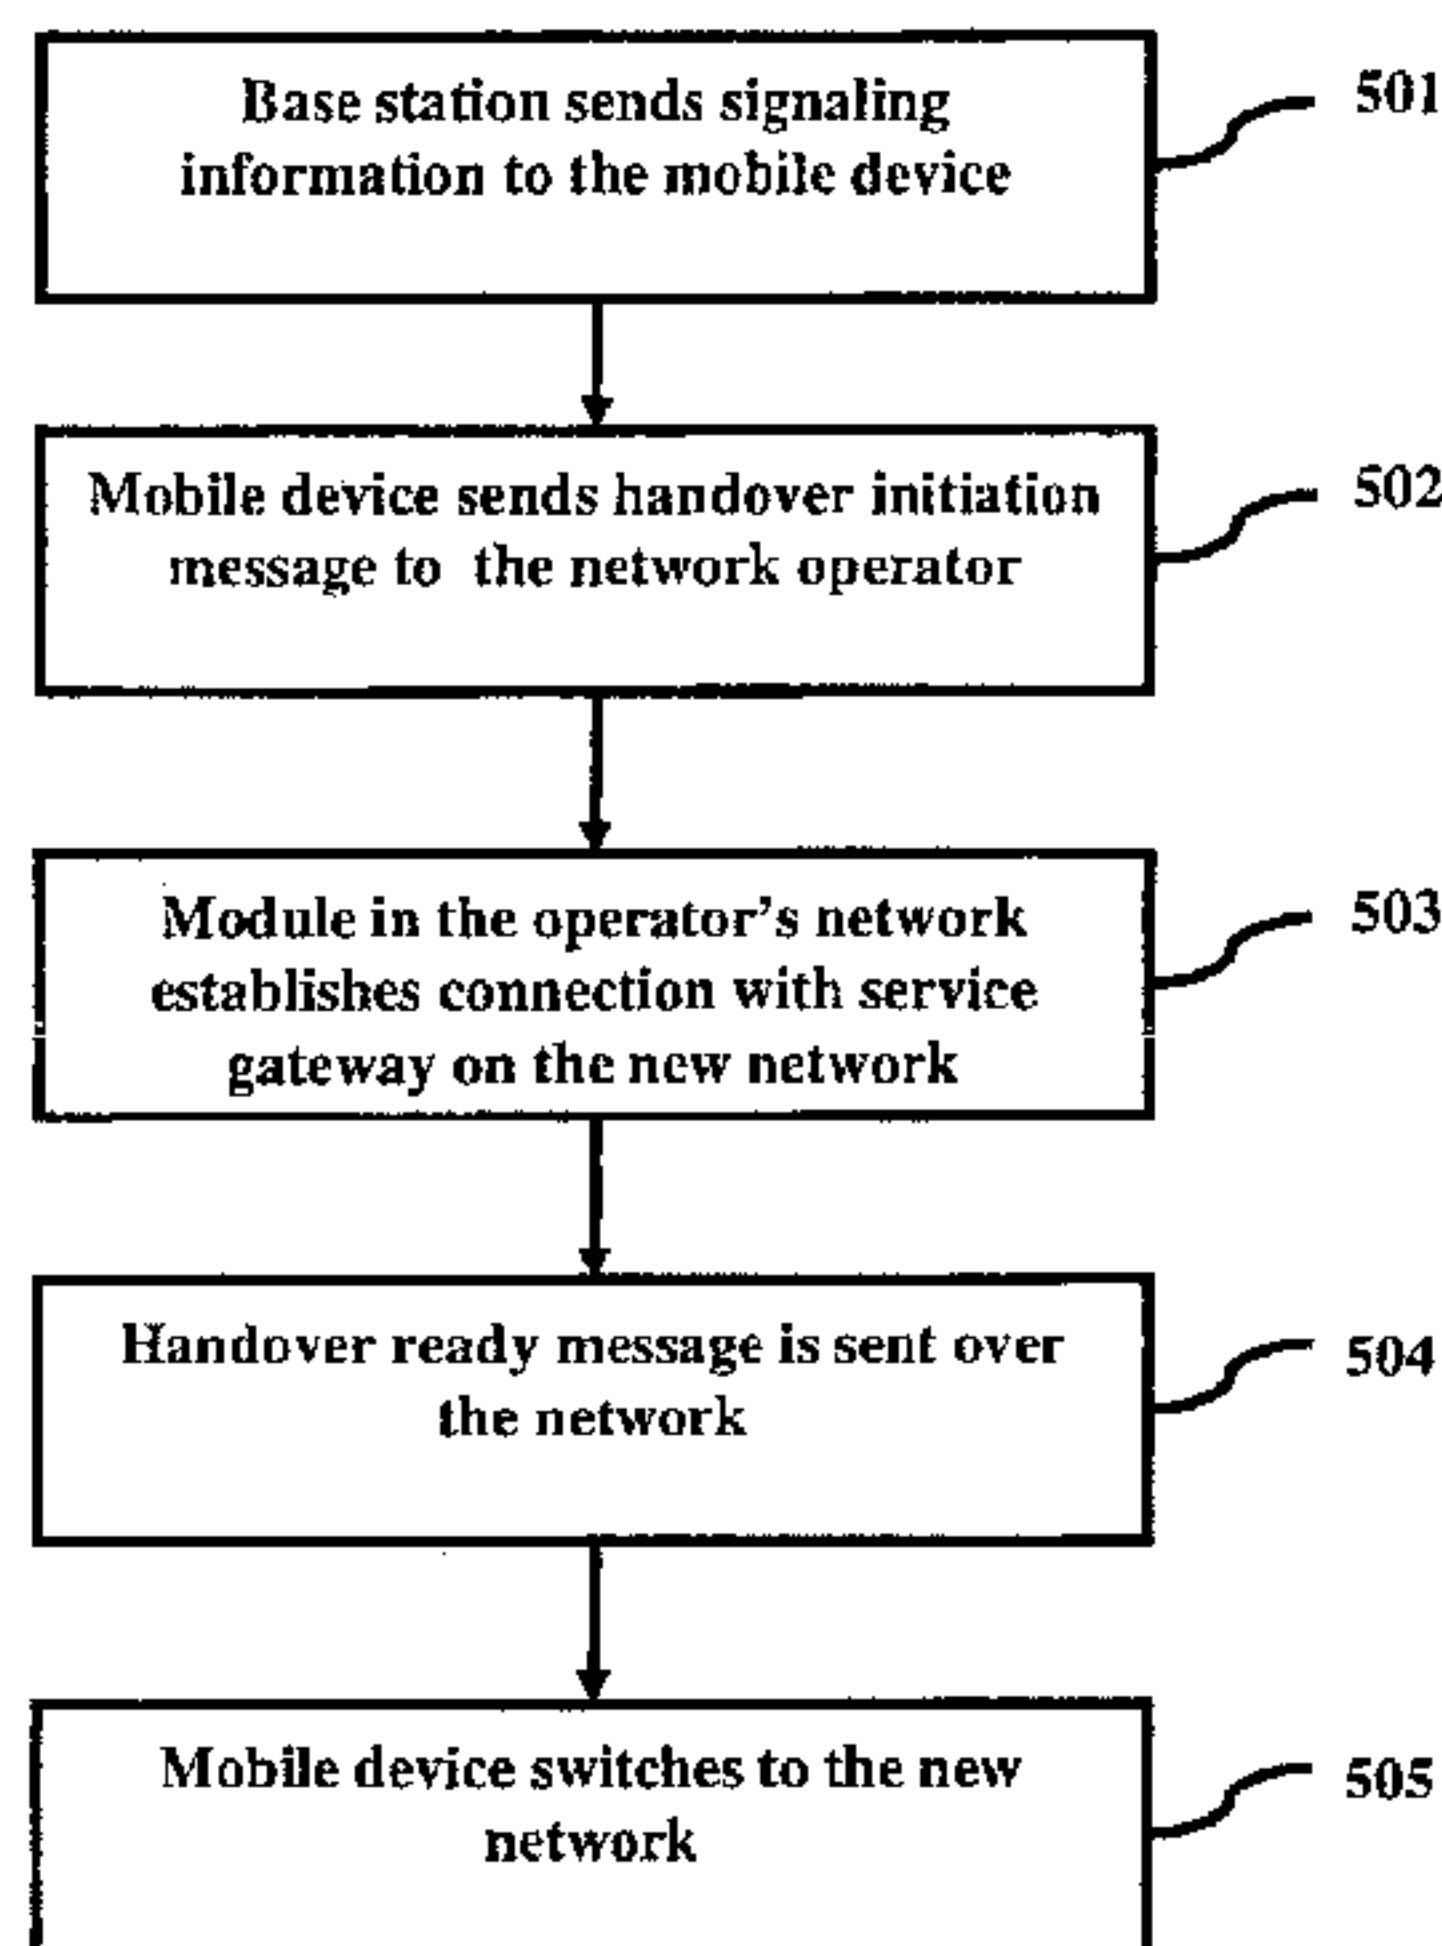 Base station sends signaling
information to the mobile device
501
Mobile device sends handover initiation
message to the network operator
502
Module in the operator's network
establishes connection with service
gateway on the new network
503
Handover ready message is sent over
the network
504
Mobile device switches to the new
network
505